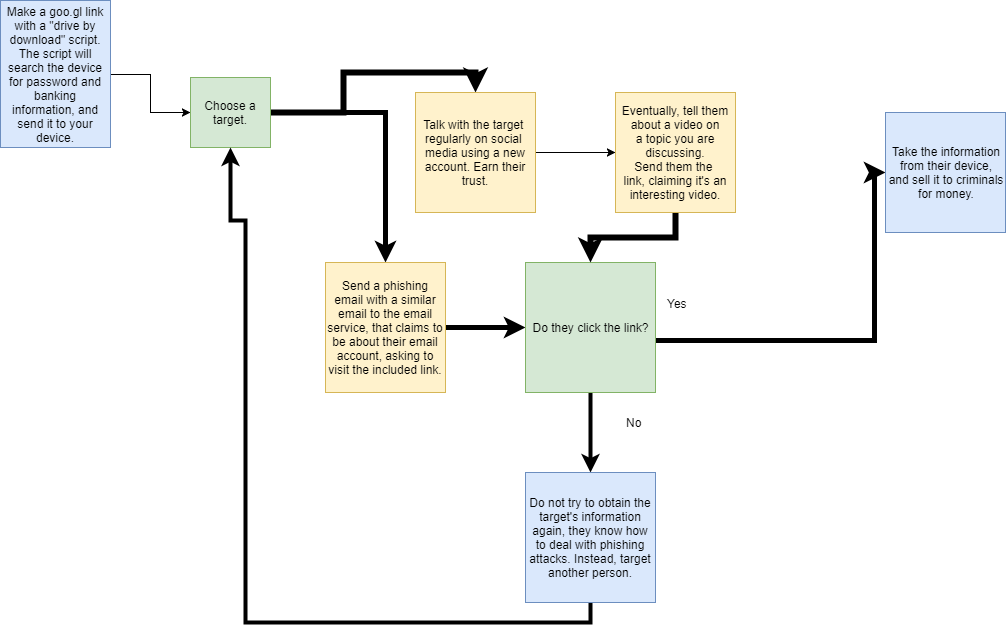 Make a goo.gl link
with a "drive by
download" script.
The script will
search the device
for password and
banking
information, and
send it to your
device.
Choose a
target.
Talk with the target
regularly on social
media using a new
account. Earn their
trust.
Eventually, tell them
about a video on
a topic you are
discussing.
Send them the
link, claiming it's an
interesting video.
Take the information
from their device,
and sell it to criminals
for money.
Send a phishing
email with a similar
email to the email
service, that claims to
be about their email
account, asking to
visit the included link.
Do they click the link?
Yes
No
Do not try to obtain the
target's information
again, they know how
to deal with phishing
attacks. Instead, target
another person.